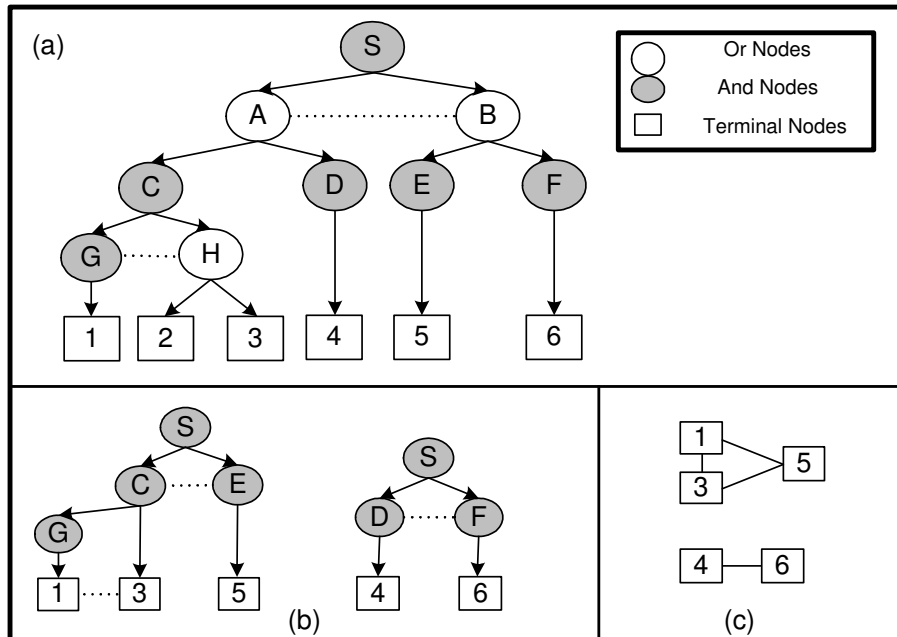 (a)
S
Or Nodes
And Nodes
Terminal Nodes
A
B
C
D
E
F
G
H
1
2
3
4
5
6
S
C
E
G
1
3
5
S
D
F
4
6
(b)
1
3
5
4
6
(c)